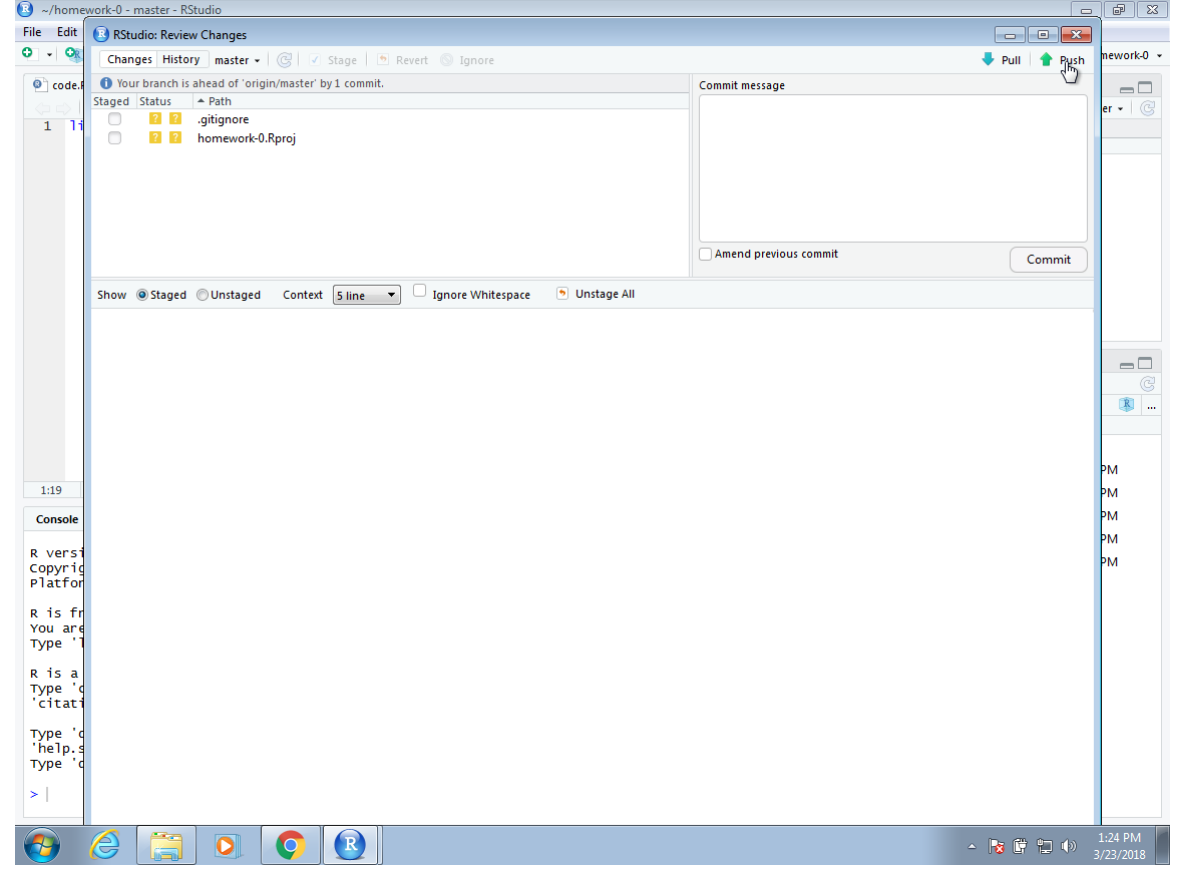 ~/homework-0 - master - RStudio
File Edit
RStudio: Review Changes
Changes History master Stage Revert Ignore Pull Push
mework-0
code.R
Your branch is ahead of 'origin/master' by 1 commit.
Commit message
Staged Status Path
.gitignore
homework-0.Rproj
er
1 li
Amend previous commit
Commit
Show Staged Unstaged Context 5 line Ignore Whitespace Unstage All
R ...
PM
PM
PM
PM
PM
1:19
Console
R versi
Copyrig
Platfor
R is fr
You are
Type 'l
R is a
Type 'c
'citati
Type 'd
'help.s
Type 'q
>
1:24 PM
3/23/2018